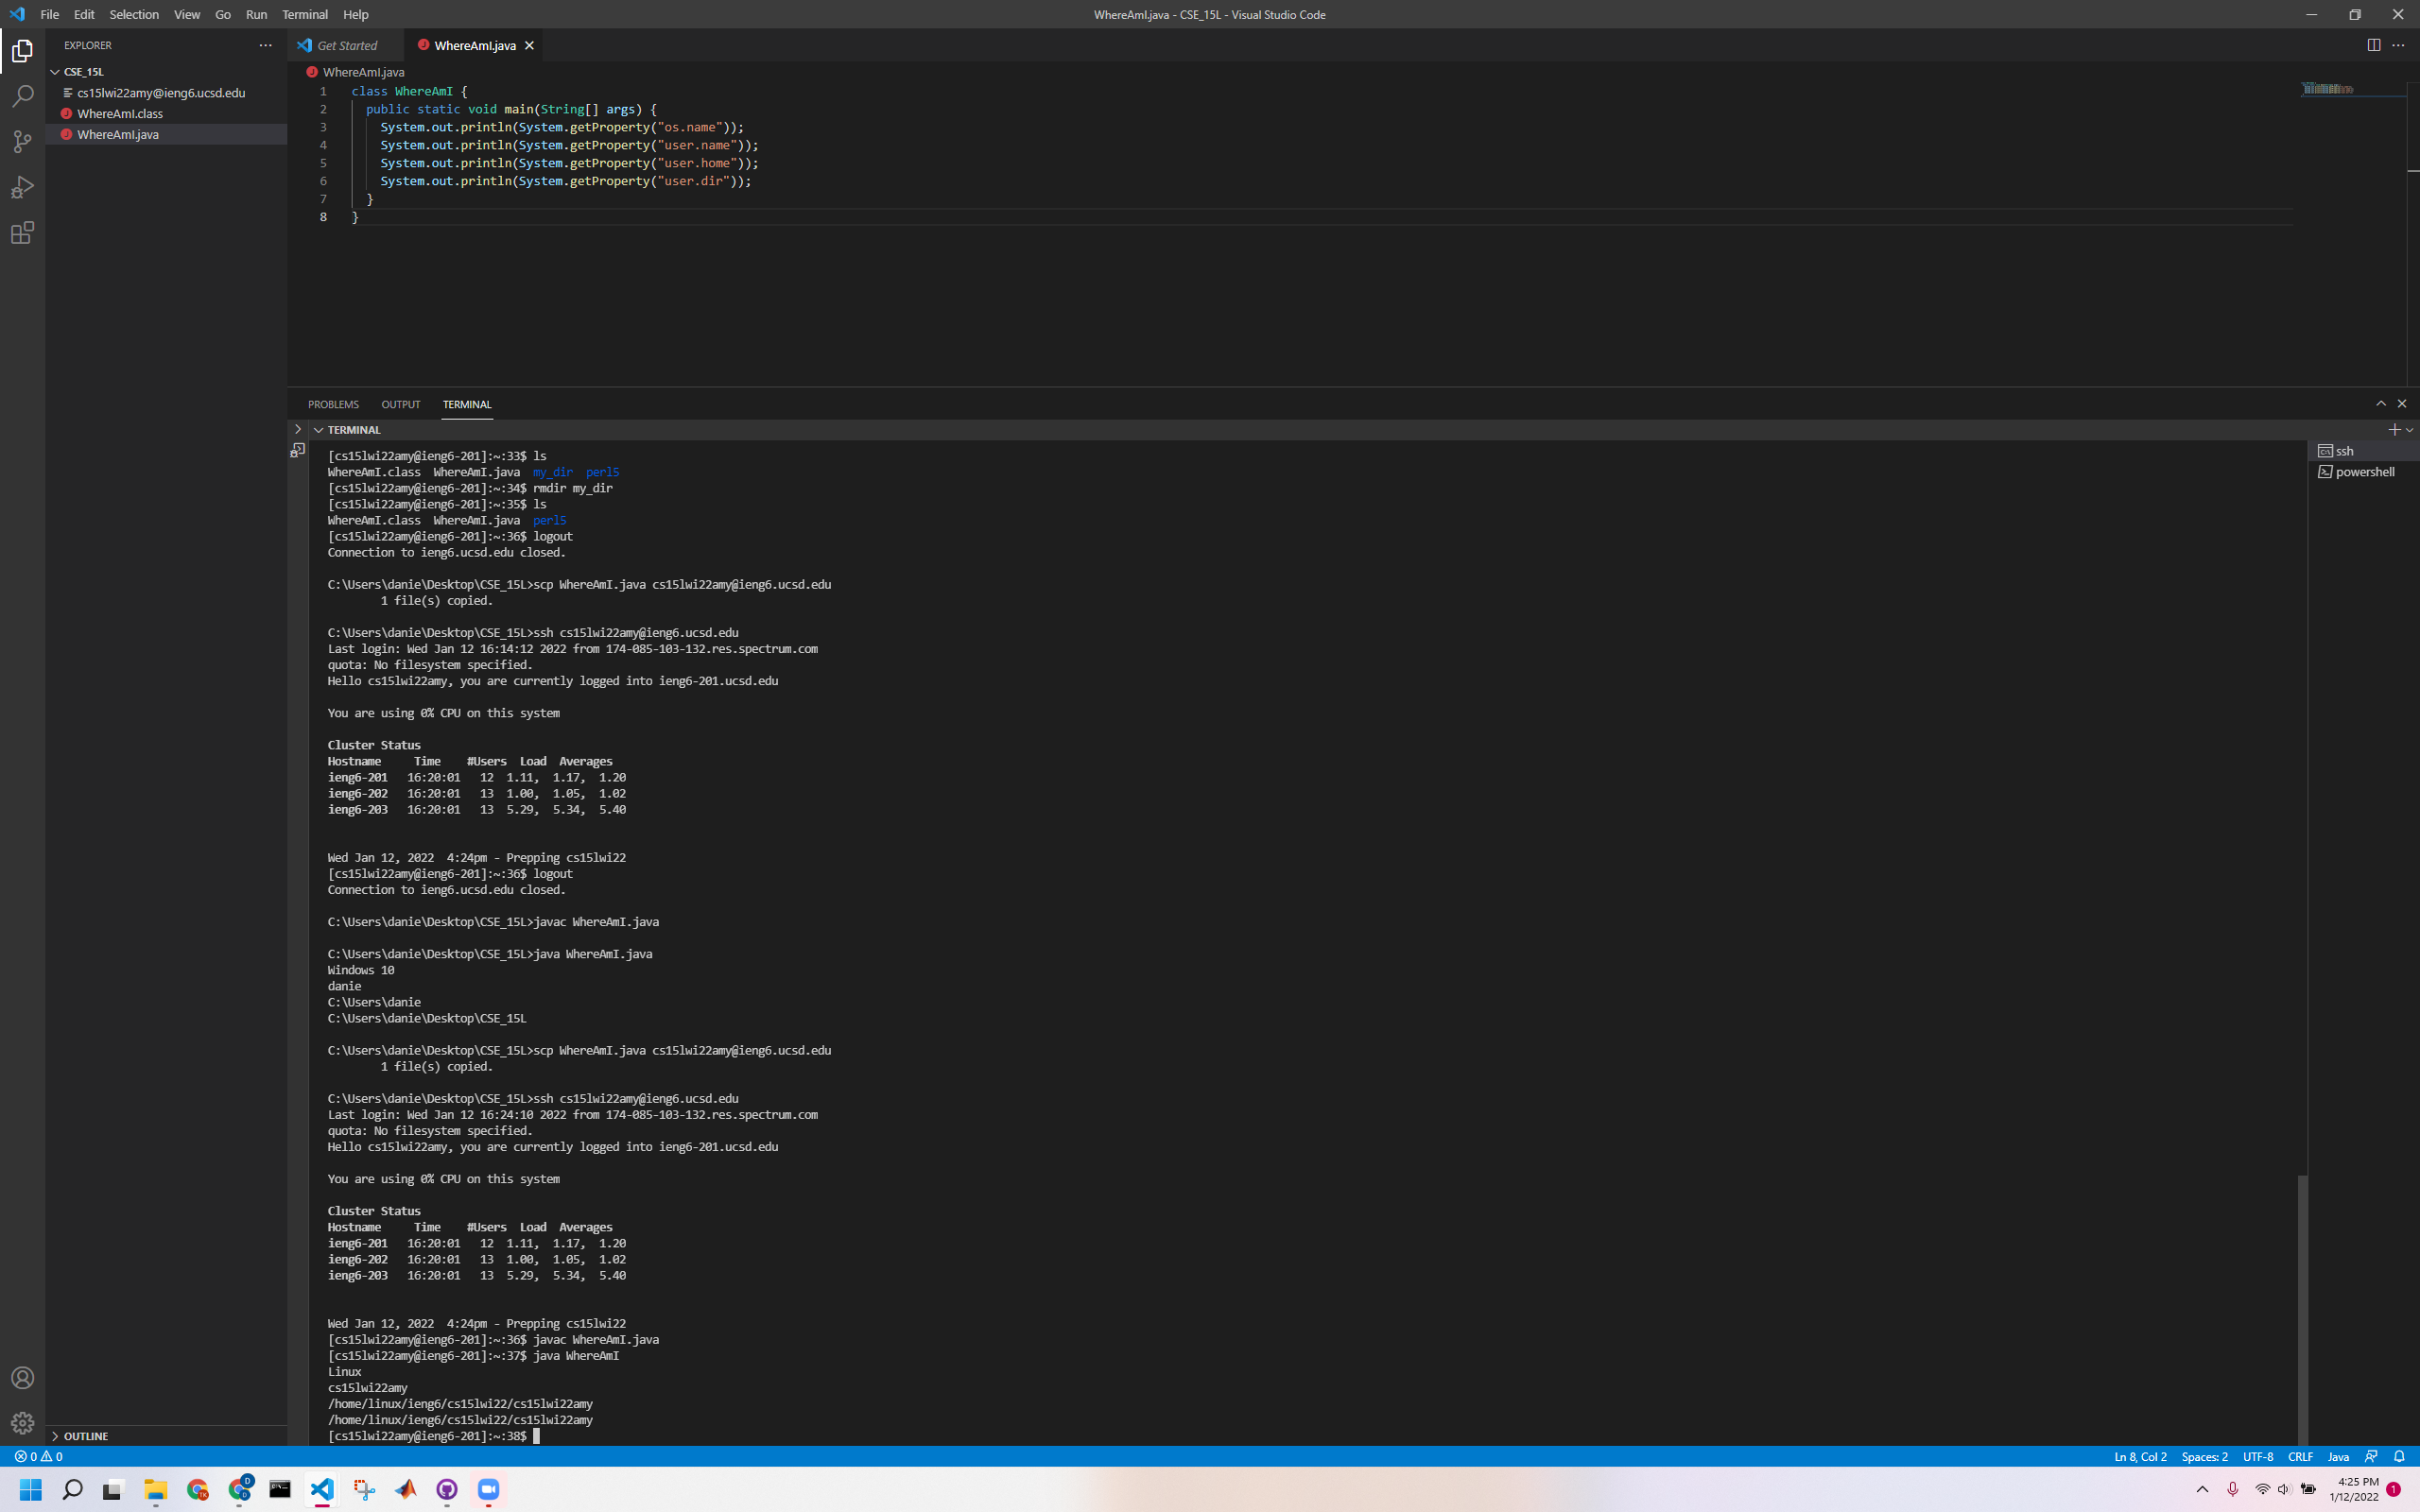 File Edit Selection View Go Run Terminal Help
WhereAmI.java - CSE_15L - Visual Studio Code
EXPLORER
CSE_15L
cs15lwi22amy@ieng6.ucsd.edu
WhereAmI.class
WhereAmI.java
Get Started
WhereAmI.java
WhereAmI.java
1 class WhereAmI {
2 public static void main(String[] args) {
3 System.out.println(System.getProperty("os.name"));
4 System.out.println(System.getProperty("user.name"));
5 System.out.println(System.getProperty("user.home"));
6 System.out.println(System.getProperty("user.dir"));
7 }
8 }
PROBLEMS OUTPUT TERMINAL
TERMINAL
ssh
powershell
[cs15lwi22amy@ieng6-201]:~:33$ ls
WhereAmI.class WhereAmI.java my_dir perl5
[cs15lwi22amy@ieng6-201]:~:34$ rmdir my_dir
[cs15lwi22amy@ieng6-201]:~:35$ ls
WhereAmI.class WhereAmI.java perl5
[cs15lwi22amy@ieng6-201]:~:36$ logout
Connection to ieng6.ucsd.edu closed.
C:\Users\danie\Desktop\CSE_15L>scp WhereAmI.java cs15lwi22amy@ieng6.ucsd.edu
1 file(s) copied.
C:\Users\danie\Desktop\CSE_15L>ssh cs15lwi22amy@ieng6.ucsd.edu
Last login: Wed Jan 12 16:14:12 2022 from 174-085-103-132.res.spectrum.com
quota: No filesystem specified.
Hello cs15lwi22amy, you are currently logged into ieng6-201.ucsd.edu
You are using 0% CPU on this system
Cluster Status
Hostname Time #Users Load Averages
ieng6-201 16:20:01 12 1.11, 1.17, 1.20
ieng6-202 16:20:01 13 1.00, 1.05, 1.02
ieng6-203 16:20:01 13 5.29, 5.34, 5.40
Wed Jan 12, 2022 4:24pm - Prepping cs15lwi22
[cs15lwi22amy@ieng6-201]:~:36$ logout
Connection to ieng6.ucsd.edu closed.
C:\Users\danie\Desktop\CSE_15L>javac WhereAmI.java
C:\Users\danie\Desktop\CSE_15L>java WhereAmI.java
Windows 10
danie
C:\Users\danie
C:\Users\danie\Desktop\CSE_15L
C:\Users\danie\Desktop\CSE_15L>scp WhereAmI.java cs15lwi22amy@ieng6.ucsd.edu
1 file(s) copied.
C:\Users\danie\Desktop\CSE_15L>ssh cs15lwi22amy@ieng6.ucsd.edu
Last login: Wed Jan 12 16:24:10 2022 from 174-085-103-132.res.spectrum.com
quota: No filesystem specified.
Hello cs15lwi22amy, you are currently logged into ieng6-201.ucsd.edu
You are using 0% CPU on this system
Cluster Status
Hostname Time #Users Load Averages
ieng6-201 16:20:01 12 1.11, 1.17, 1.20
ieng6-202 16:20:01 13 1.00, 1.05, 1.02
ieng6-203 16:20:01 13 5.29, 5.34, 5.40
Wed Jan 12, 2022 4:24pm - Prepping cs15lwi22
[cs15lwi22amy@ieng6-201]:~:36$ javac WhereAmI.java
[cs15lwi22amy@ieng6-201]:~:37$ java WhereAmI
Linux
cs15lwi22amy
/home/linux/ieng6/cs15lwi22/cs15lwi22amy
/home/linux/ieng6/cs15lwi22/cs15lwi22amy
[cs15lwi22amy@ieng6-201]:~:38$
OUTLINE
0 0
Ln 8, Col 2 Spaces: 2 UTF-8 CRLF Java
4:25 PM
1/12/2022
1